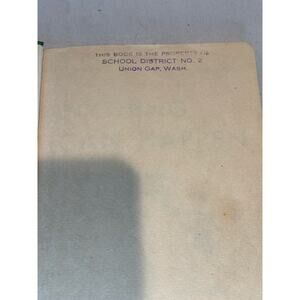 THIS BOOK IS THE PROPERTY OF
SCHOOL DISTRICT NO. 2
UNION GAP, WASH.